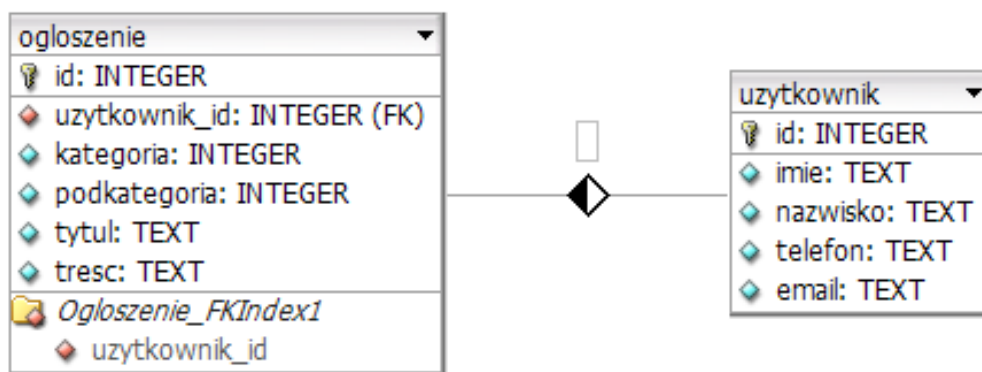 ogloszenie
id: INTEGER
uzytkownik_id: INTEGER (FK)
kategoria: INTEGER
podkategoria: INTEGER
tytul: TEXT
tresc: TEXT
Ogloszenie_FKIndex1
uzytkownik_id
uzytkownik
id: INTEGER
imie: TEXT
nazwisko: TEXT
telefon: TEXT
email: TEXT